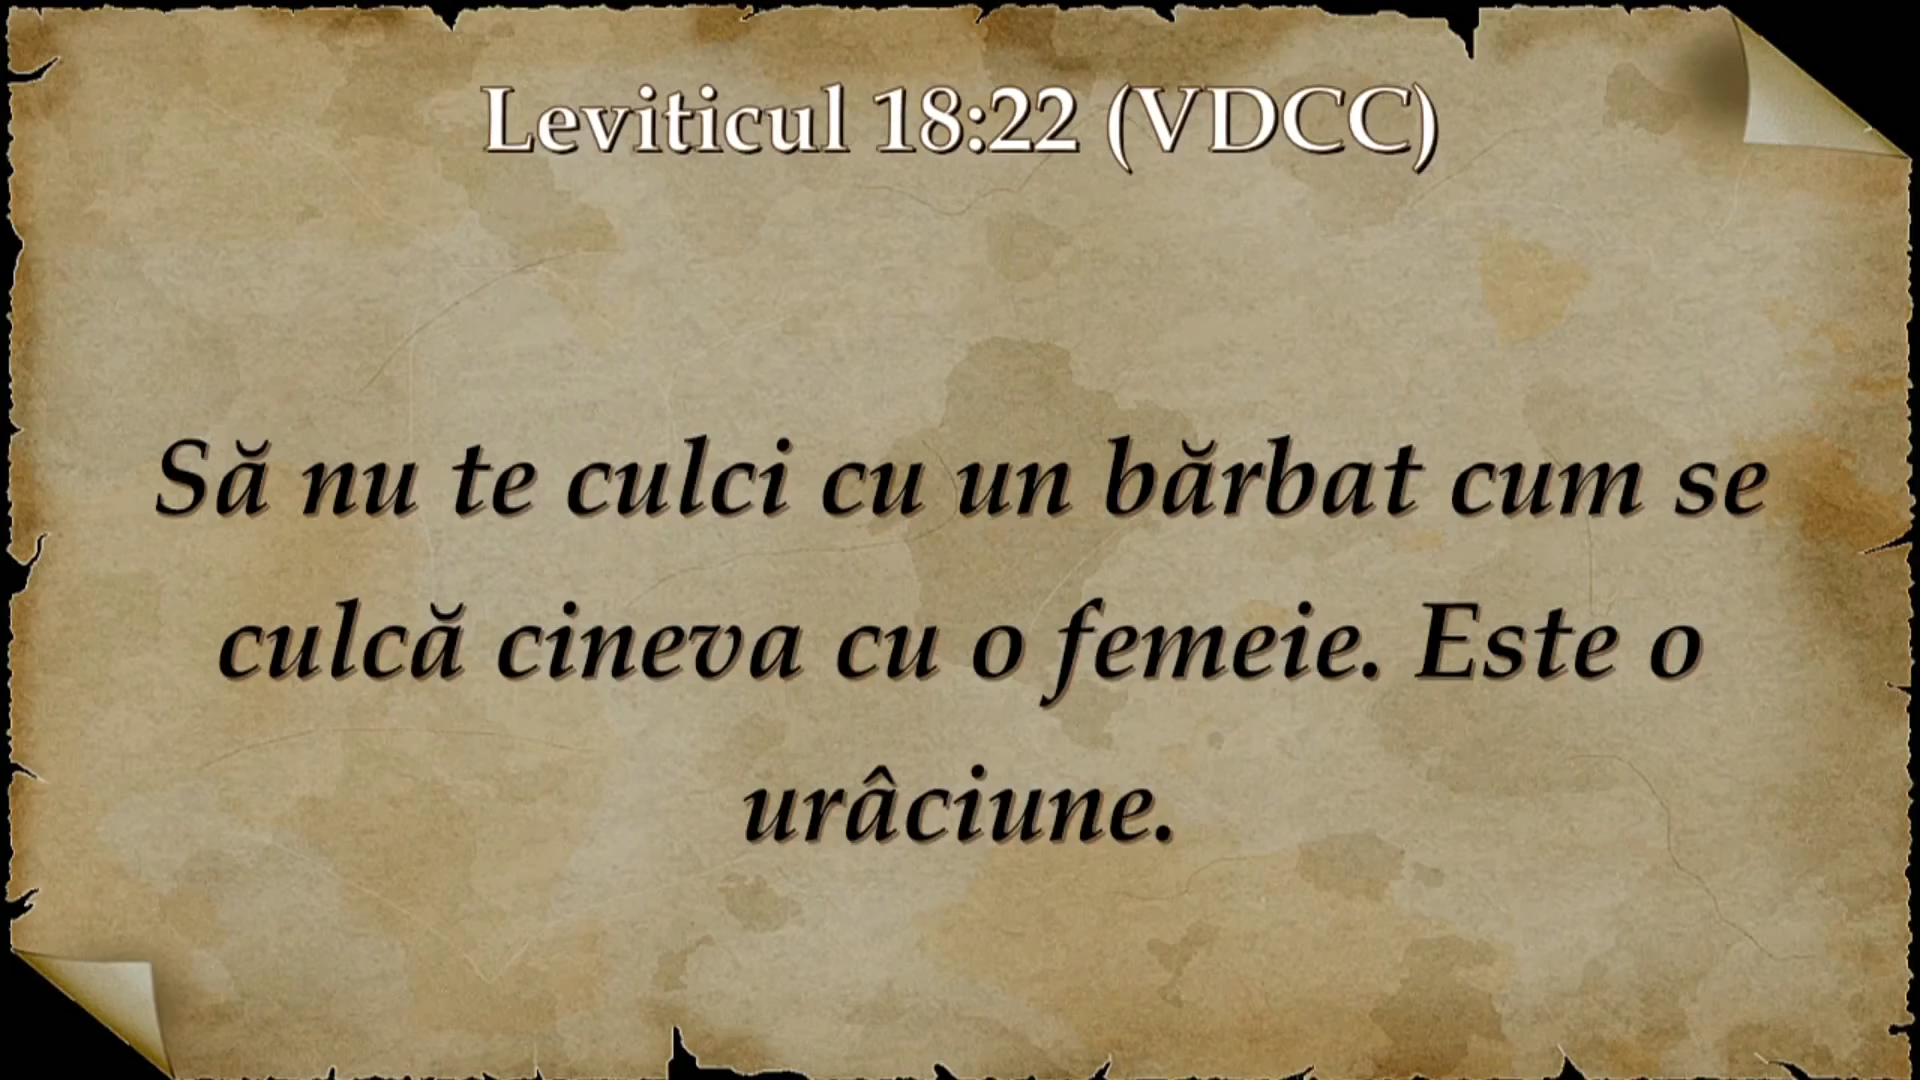 Leviticul 18:22 (VDCC)
Să nu te culci cu un bărbat cum se
culcă cineva cu o femeie. Este o
urâciune.